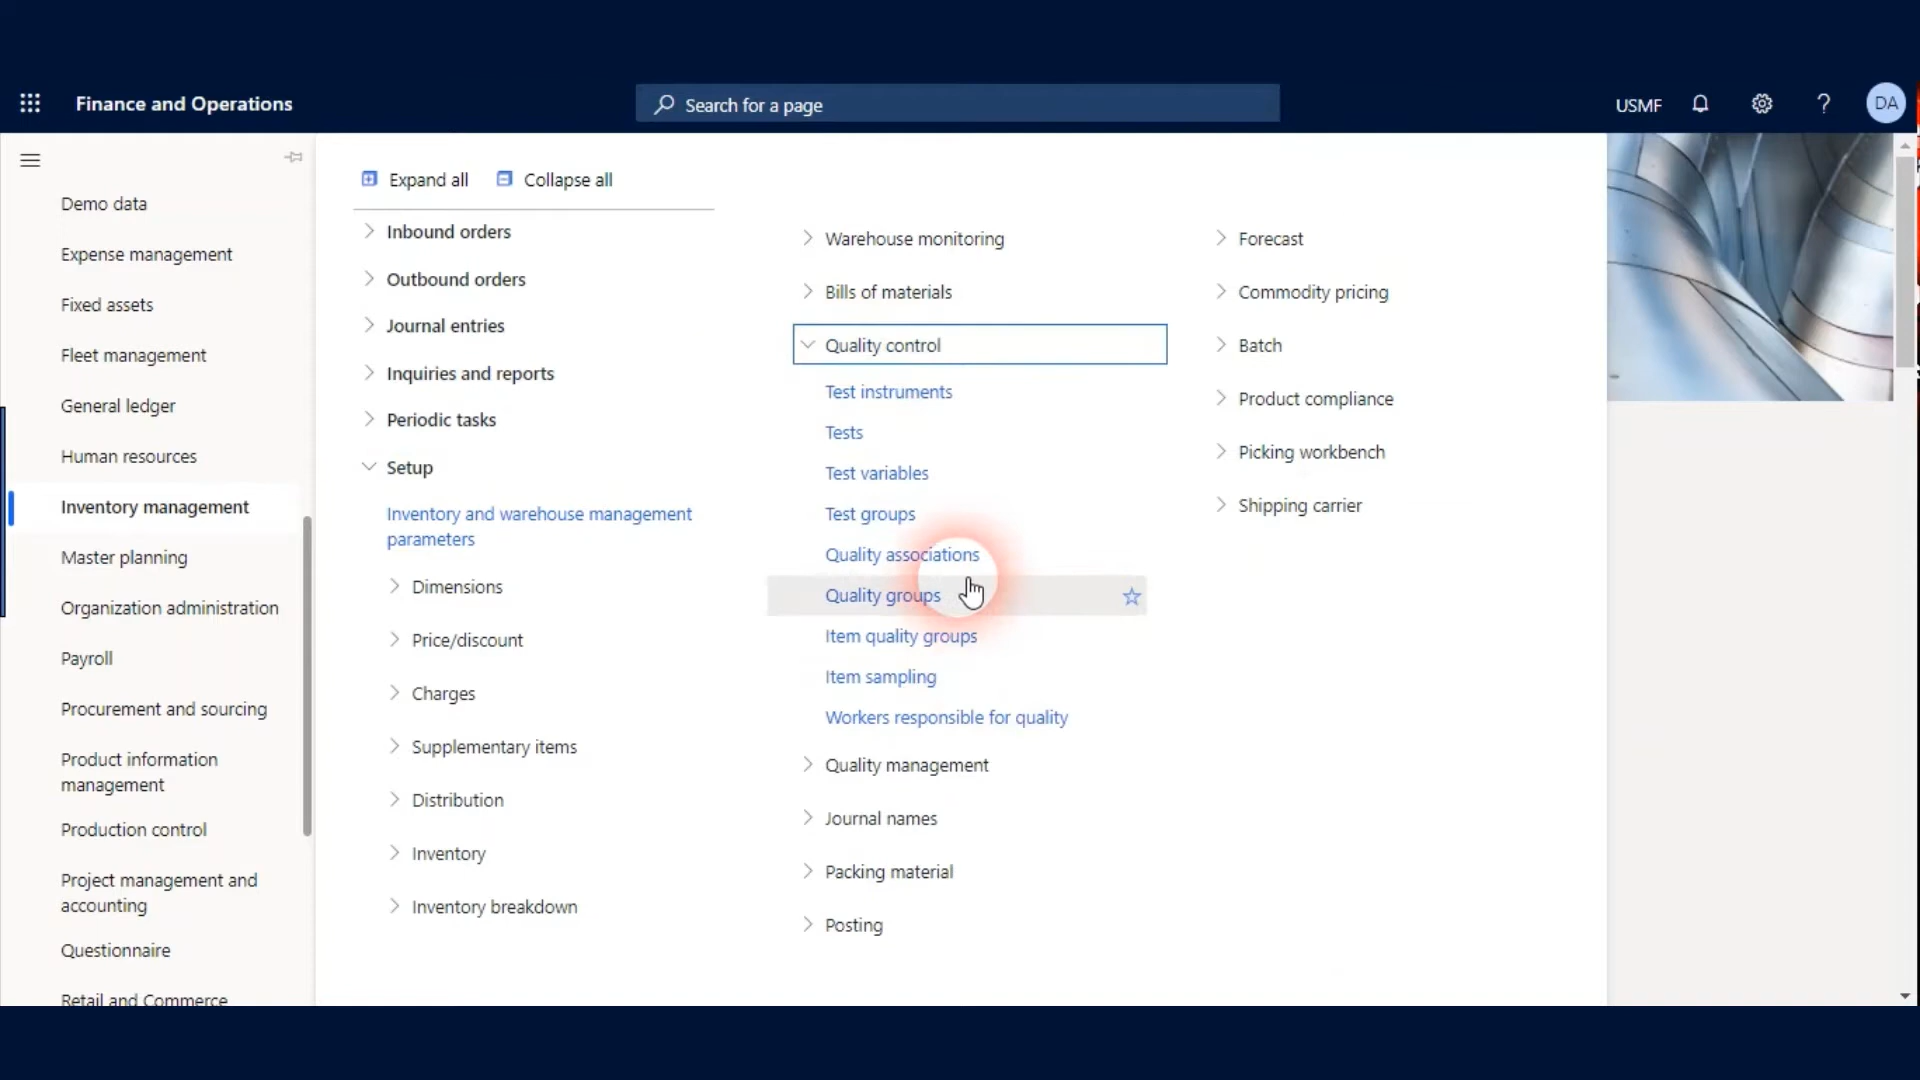 Finance and Operations
Search for a page
USMF
?
DA
Demo data
Expense management
Fixed assets
Fleet management
General ledger
Human resources
Inventory management
Master planning
Organization administration
Payroll
Procurement and sourcing
Product information
management
Production control
Project management and
accounting
Questionnaire
Retail and Commerce
Expand all
Collapse all
Inbound orders
Outbound orders
Journal entries
Inquiries and reports
Periodic tasks
Setup
Inventory and warehouse management
parameters
Dimensions
Price/discount
Charges
Supplementary items
Distribution
Inventory
Inventory breakdown
Warehouse monitoring
Bills of materials
Quality control
Test instruments
Tests
Test variables
Test groups
Quality associations
Quality groups
Item quality groups
Item sampling
Workers responsible for quality
Quality management
Journal names
Packing material
Posting
Forecast
Commodity pricing
Batch
Product compliance
Picking workbench
Shipping carrier